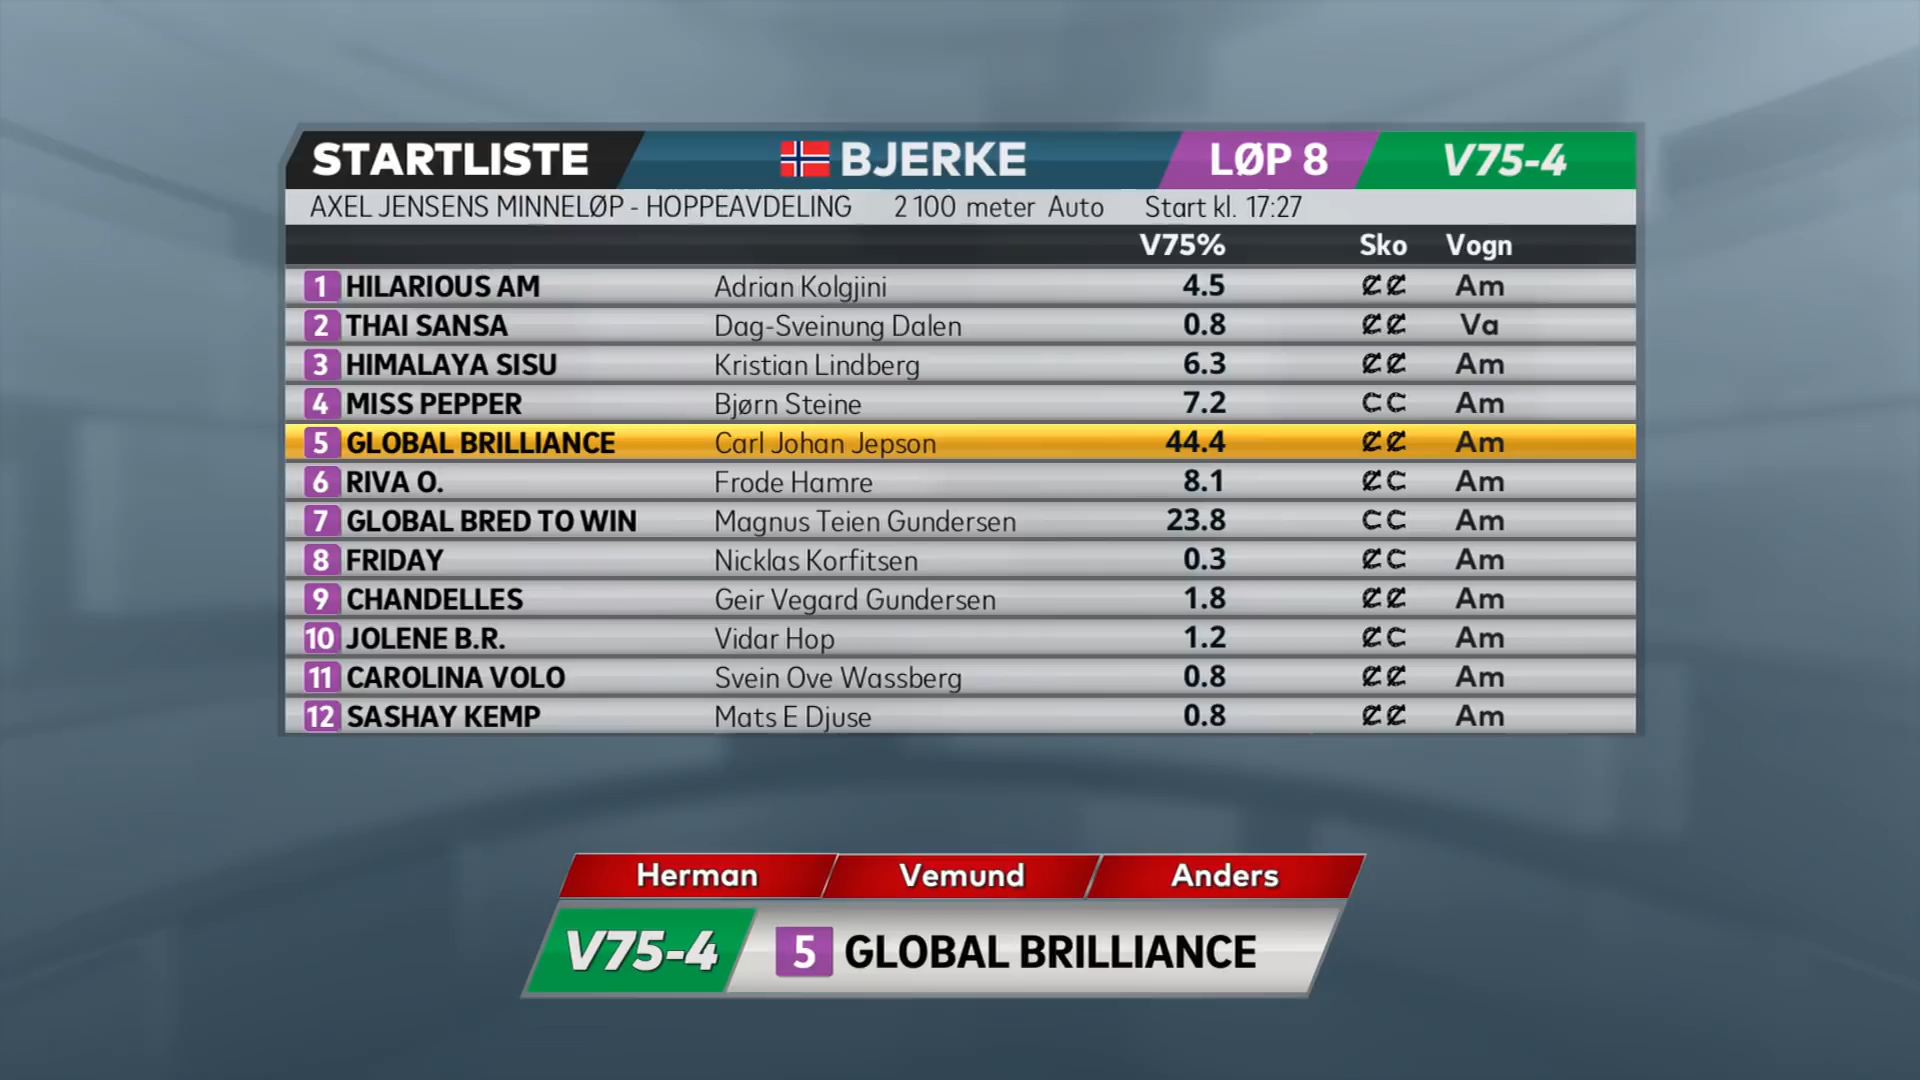 STARTLISTE BJERKE LØP 8 V75-4
AXEL JENSENS MINNELØP - HOPPEAVDELING 2 100 meter Auto Start kl. 17:27
V75% Sko Vogn
1 HILARIOUS AM Adrian Kolgjini 4.5 Am
2 THAI SANSA Dag-Sveinung Dalen 0.8 Va
3 HIMALAYA SISU Kristian Lindberg 6.3 Am
4 MISS PEPPER Bjørn Steine 7.2 Am
5 GLOBAL BRILLIANCE Carl Johan Jepson 44.4 Am
6 RIVA O. Frode Hamre 8.1 Am
7 GLOBAL BRED TO WIN Magnus Teien Gundersen 23.8 Am
8 FRIDAY Nicklas Korfitsen 0.3 Am
9 CHANDELLES Geir Vegard Gundersen 1.8 Am
10 JOLENE B.R. Vidar Hop 1.2 Am
11 CAROLINA VOLO Svein Ove Wassberg 0.8 Am
12 SASHAY KEMP Mats E Djuse 0.8 Am
Herman Vemund Anders
V75-4 5 GLOBAL BRILLIANCE